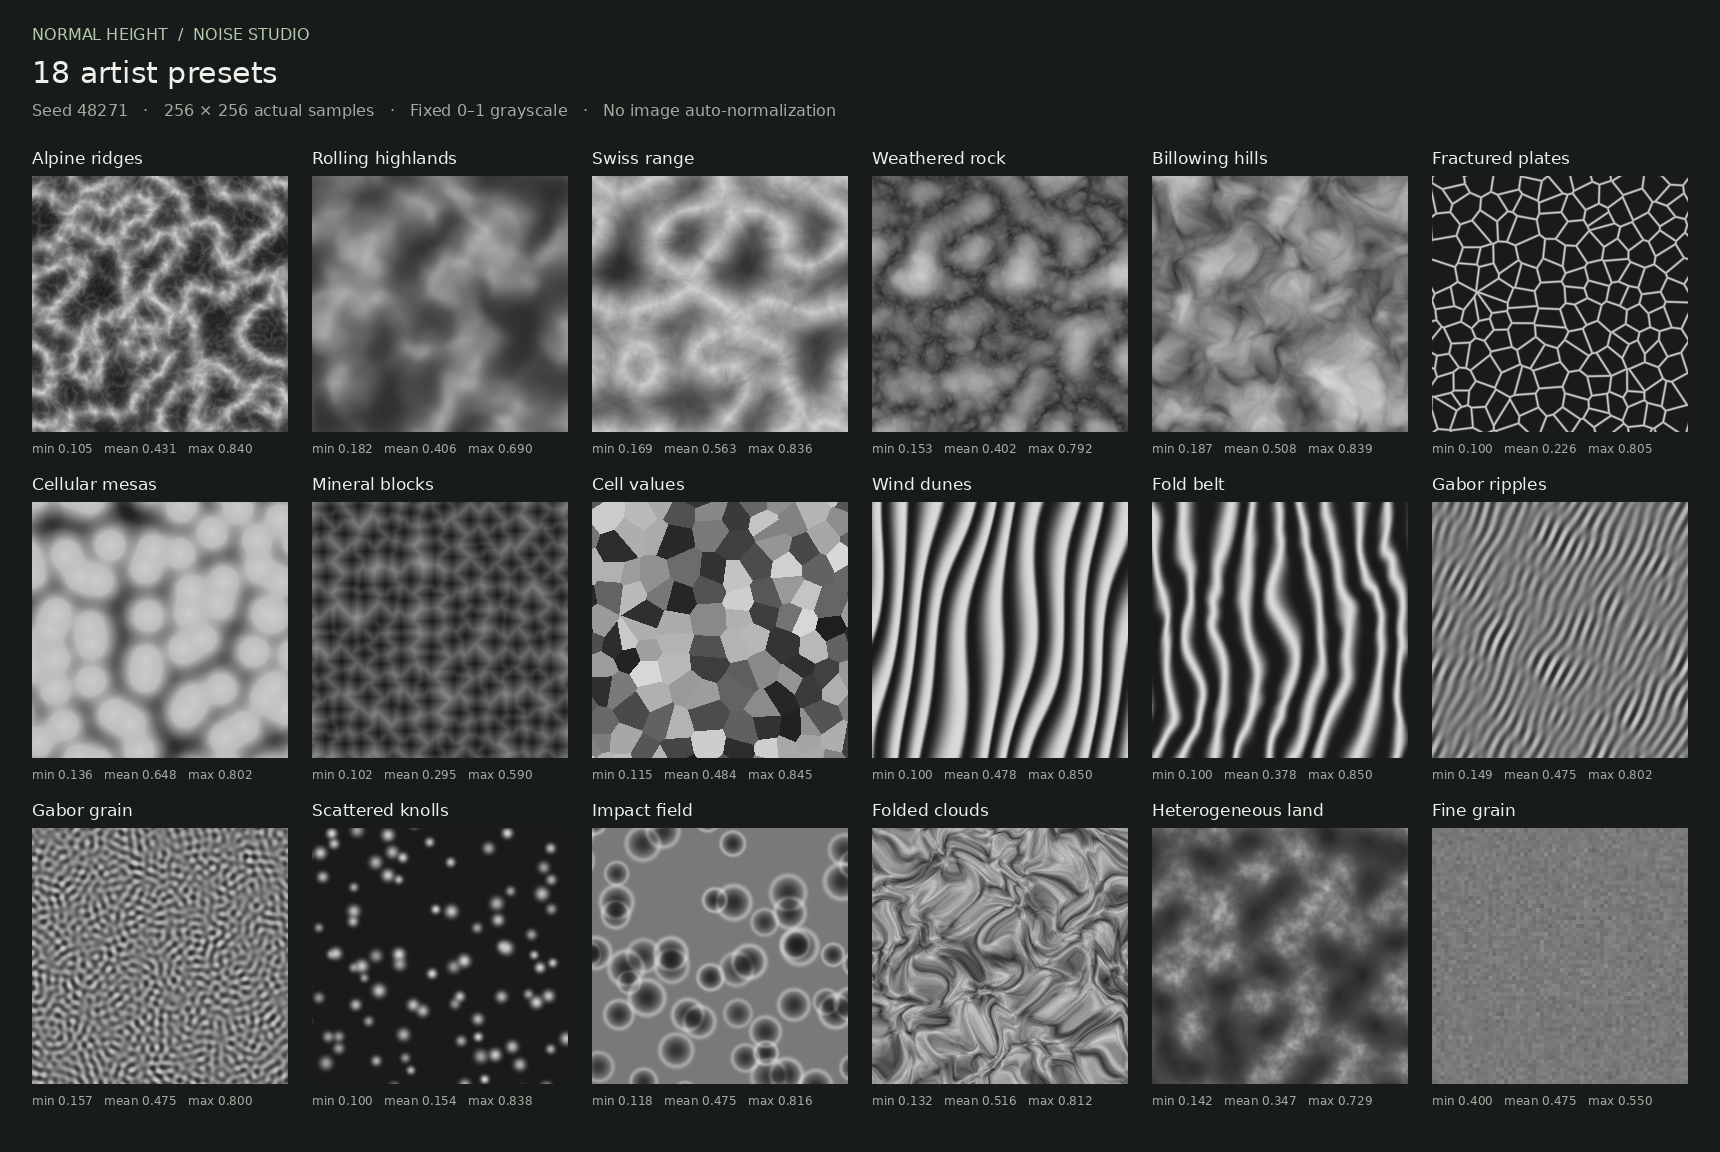 NORMAL HEIGHT / NOISE STUDIO
18 artist presets
Seed 48271 · 256 × 256 actual samples · Fixed 0–1 grayscale · No image auto-normalization
Alpine ridges
min 0.105 mean 0.431 max 0.840
Rolling highlands
min 0.182 mean 0.406 max 0.690
Swiss range
min 0.169 mean 0.563 max 0.836
Weathered rock
min 0.153 mean 0.402 max 0.792
Billowing hills
min 0.187 mean 0.508 max 0.839
Fractured plates
min 0.100 mean 0.226 max 0.805
Cellular mesas
min 0.136 mean 0.648 max 0.802
Mineral blocks
min 0.102 mean 0.295 max 0.590
Cell values
min 0.115 mean 0.484 max 0.845
Wind dunes
min 0.100 mean 0.478 max 0.850
Fold belt
min 0.100 mean 0.378 max 0.850
Gabor ripples
min 0.149 mean 0.475 max 0.802
Gabor grain
min 0.157 mean 0.475 max 0.800
Scattered knolls
min 0.100 mean 0.154 max 0.838
Impact field
min 0.118 mean 0.475 max 0.816
Folded clouds
min 0.132 mean 0.516 max 0.812
Heterogeneous land
min 0.142 mean 0.347 max 0.729
Fine grain
min 0.400 mean 0.475 max 0.550